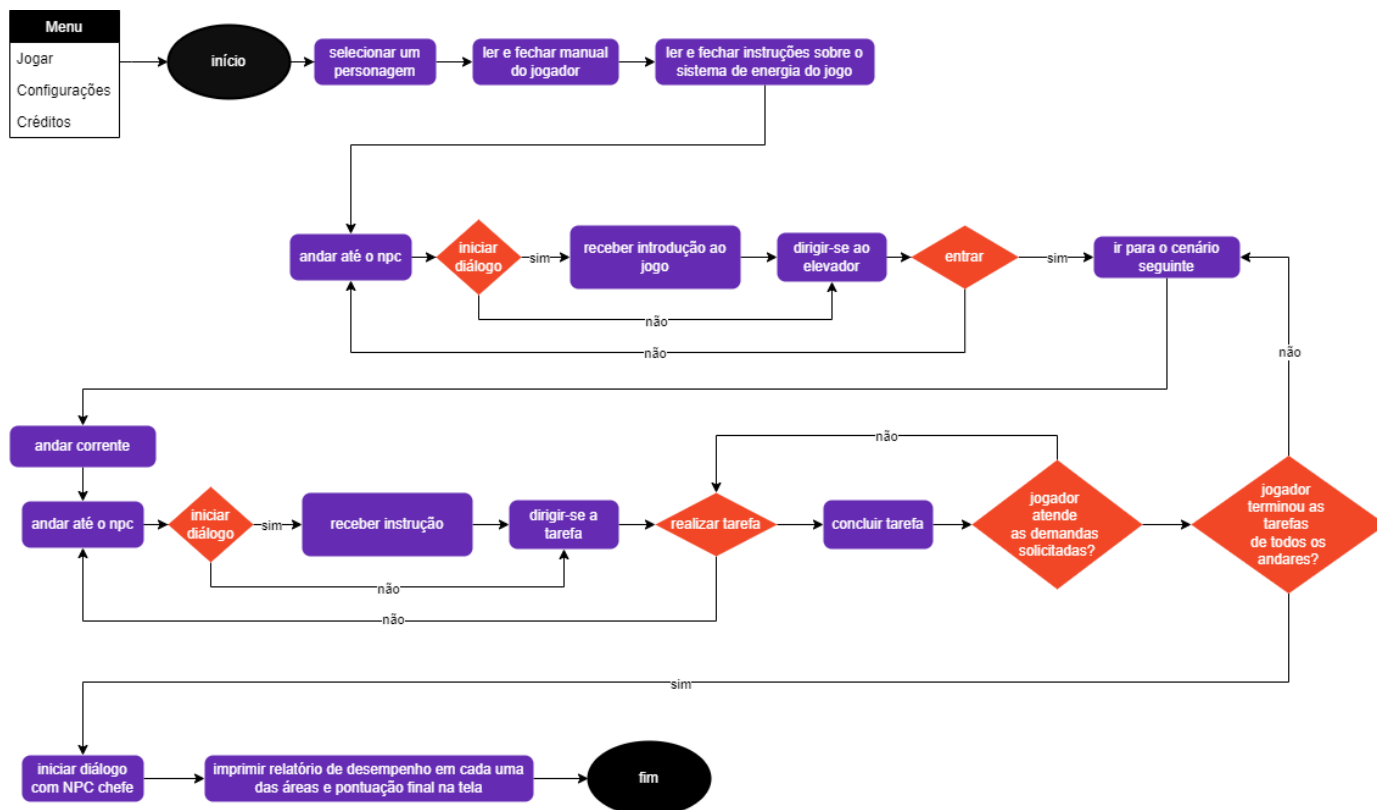 Menu
Jogar
Configurações
Créditos
início
selecionar um
personagem
ler e fechar manual
do jogador
ler e fechar instruções sobre o
sistema de energia do jogo
andar até o npc
iniciar
diálogo
sim
receber introdução ao
jogo
dirigir-se ao
elevador
entrar
sim
ir para o cenário
seguinte
não
não
não
andar corrente
andar até o npc
iniciar
diálogo
sim
receber instrução
dirigir-se a
tarefa
realizar tarefa
concluir tarefa
jogador
atende
as demandas
solicitadas?
jogador
terminou as
tarefas
de todos os
andares?
não
não
não
sim
iniciar diálogo
com NPC chefe
imprimir relatório de desempenho em cada uma
das áreas e pontuação final na tela
fim